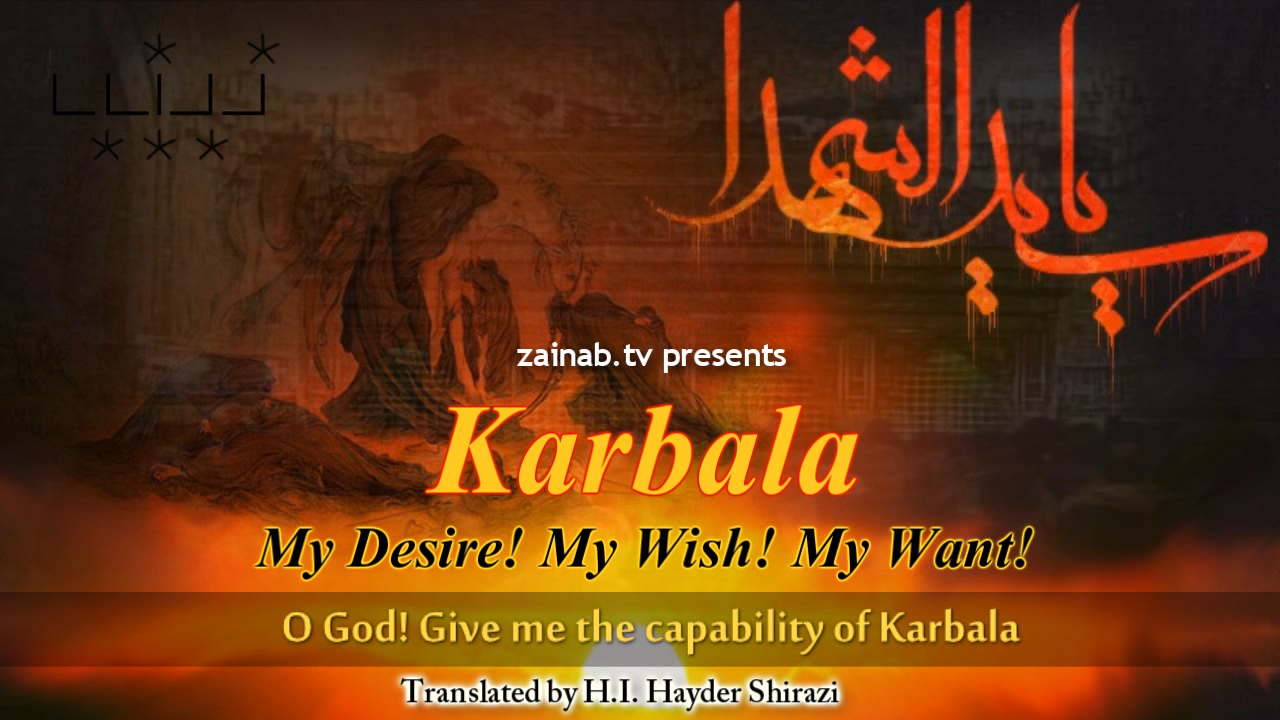 يا سيد الشهدا
zainab.tv presents
Karbala
My Desire! My Wish! My Want!
O God! Give me the capability of Karbala
Translated by H.I. Hayder Shirazi